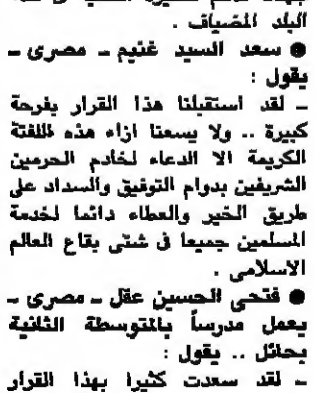 البلد المضياف .
● سعد السيد غنيم ـ مصرى ـ
يقول :
ـ لقد استقبلنا هذا القرار بفرحة
كبيرة .. ولا يسعنا ازاء هذه اللفتة
الكريمة الا الدعاء لخادم الحرمين
الشريفين بدوام التوفيق والسداد على
طريق الخير والعطاء دائما لخدمة
المسلمين جميعا فى شتى بقاع العالم
الاسلامى .
● فتحى الحسين عقل ـ مصرى ـ
يعمل مدرساً بالمتوسطة الثانية
بحائل .. يقول :
ـ لقد سعدت كثيرا بهذا القرار